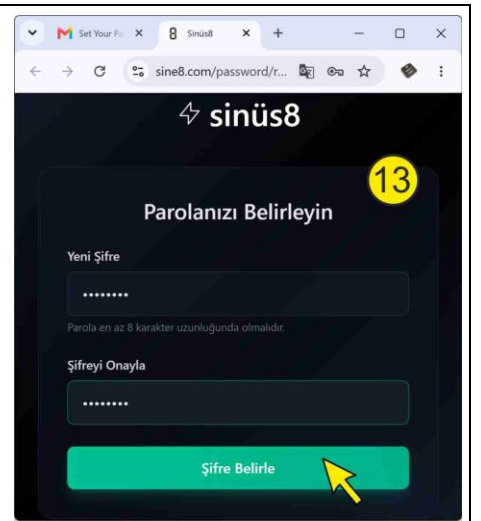 Set Your Pa
Sinüs8
sine8.com/password/r...
sinüs8
13
Parolanızı Belirleyin
Yeni Şifre
••••••••
Parola en az 8 karakter uzunluğunda olmalıdır.
Şifreyi Onayla
••••••••
Şifre Belirle